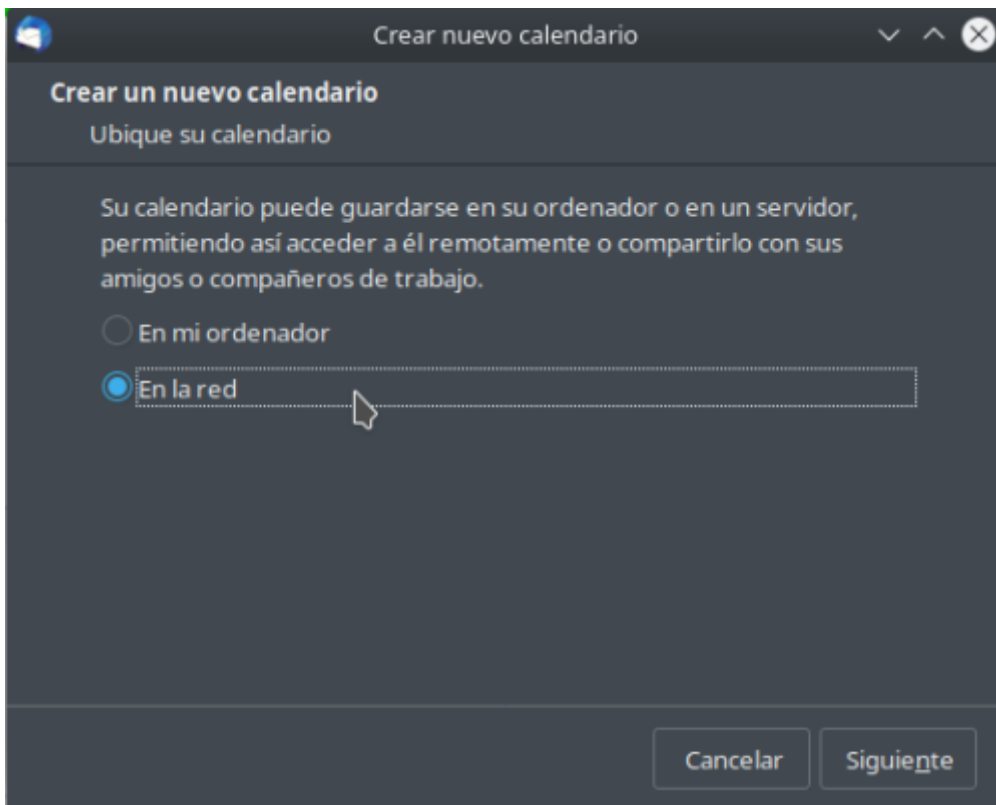 Crear nuevo calendario
Crear un nuevo calendario
Ubique su calendario
Su calendario puede guardarse en su ordenador o en un servidor,
permitiendo así acceder a él remotamente o compartirlo con sus
amigos o compañeros de trabajo.
En mi ordenador
En la red
Cancelar
Siguiente